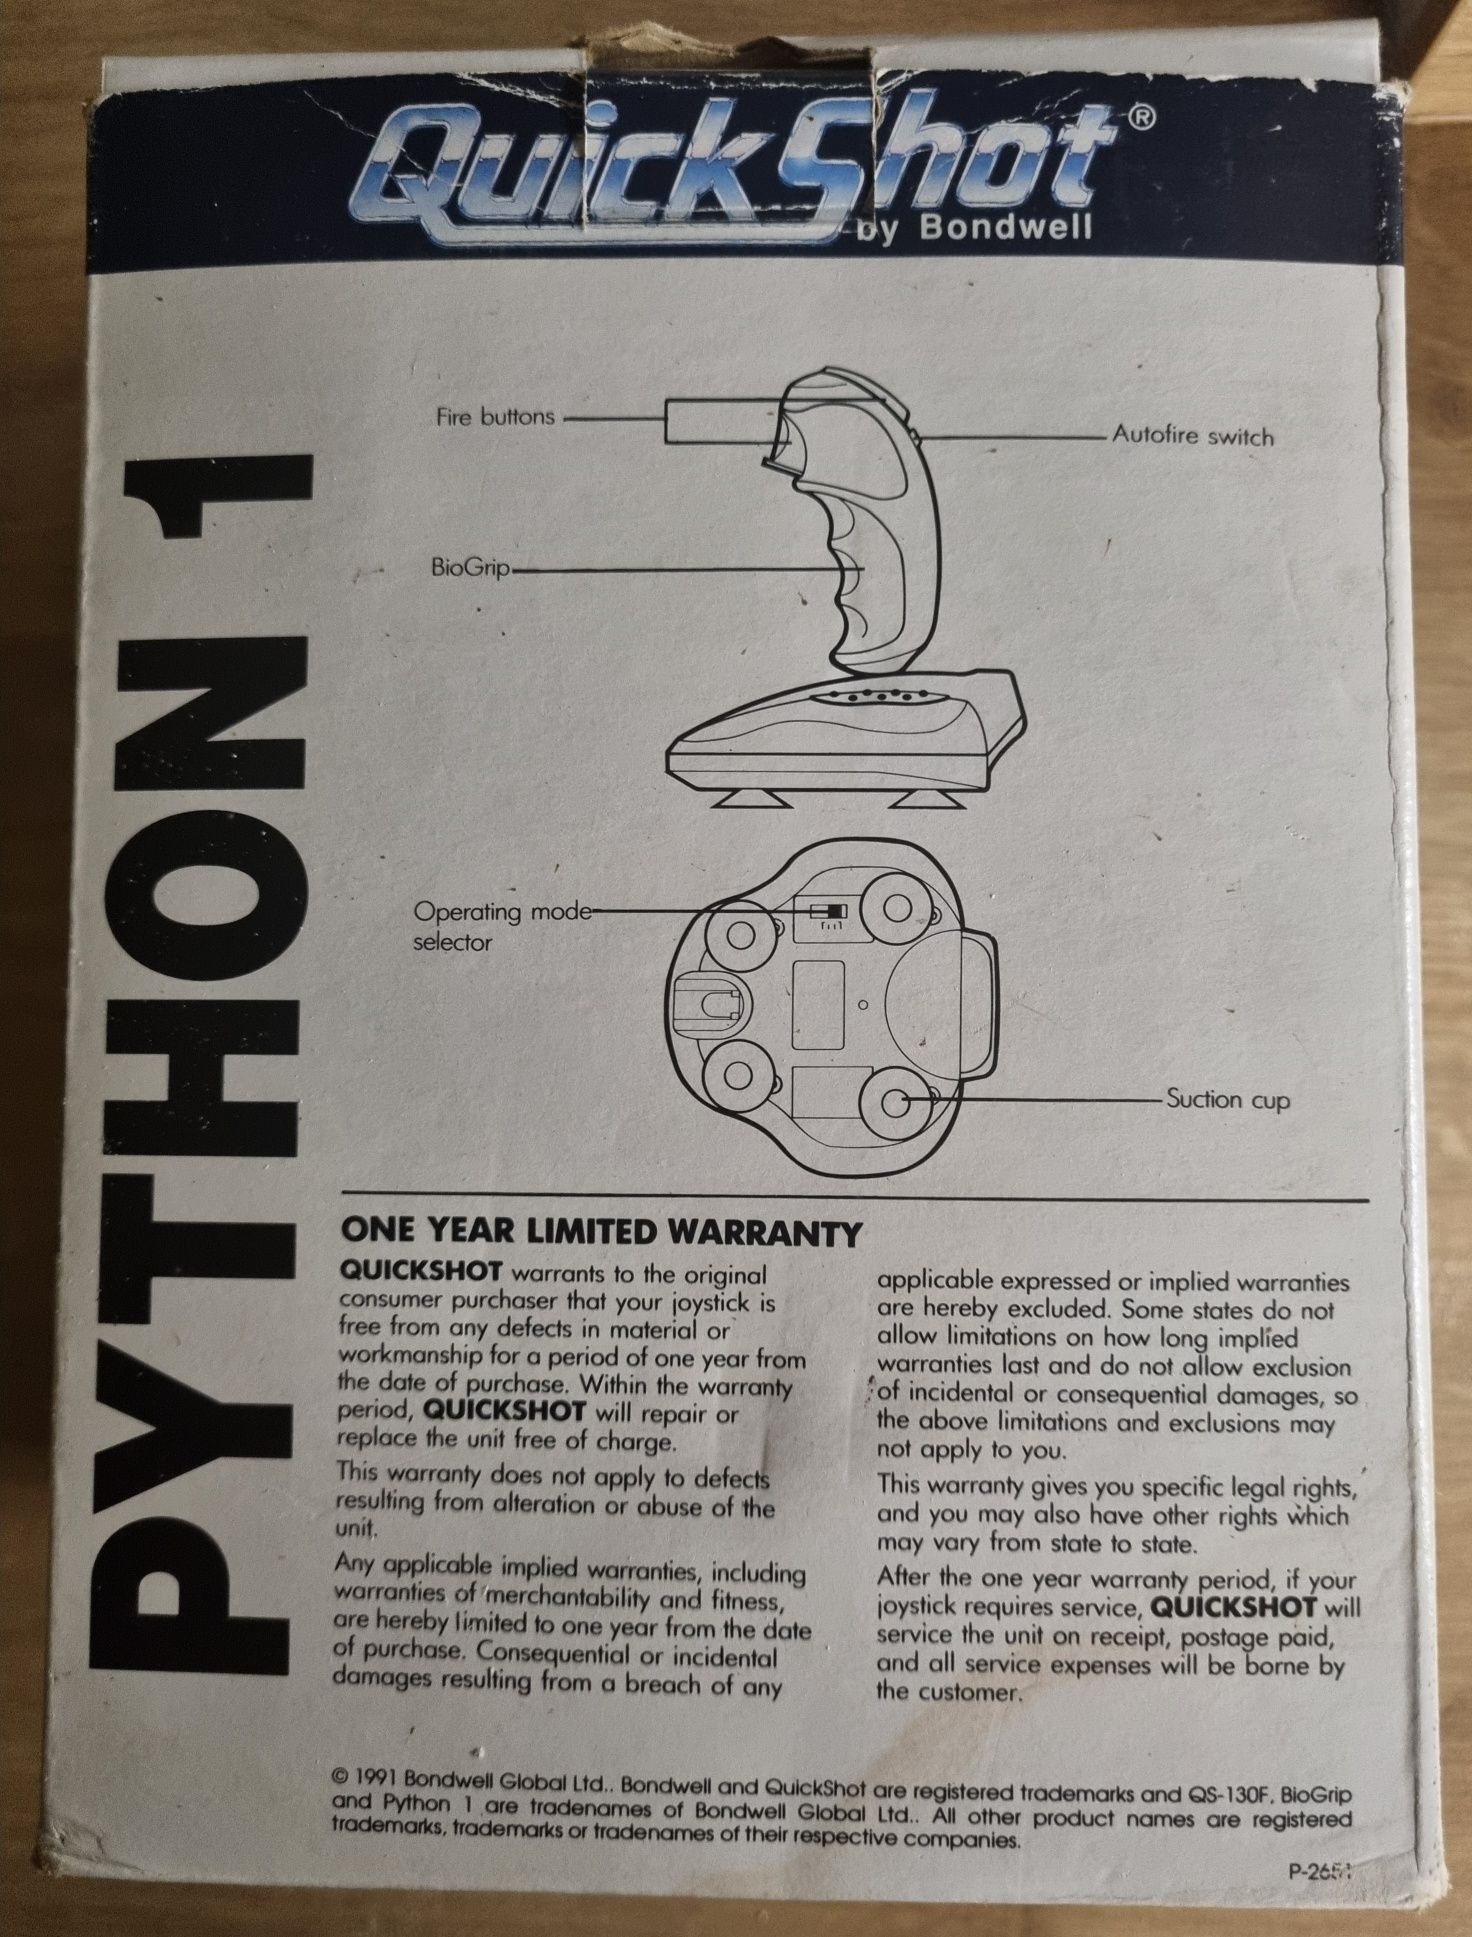 QuickShot®
by Bondwell
PYTHON 1
Fire buttons
Autofire switch
BioGrip
Operating mode
selector
Suction cup
ONE YEAR LIMITED WARRANTY
QUICKSHOT warrants to the original
consumer purchaser that your joystick is
free from any defects in material or
workmanship for a period of one year from
the date of purchase. Within the warranty
period, QUICKSHOT will repair or
replace the unit free of charge.
This warranty does not apply to defects
resulting from alteration or abuse of the
unit.
Any applicable implied warranties, including
warranties of merchantability and fitness,
are hereby limited to one year from the date
of purchase. Consequential or incidental
damages resulting from a breach of any
applicable expressed or implied warranties
are hereby excluded. Some states do not
allow limitations on how long implied
warranties last and do not allow exclusion
of incidental or consequential damages, so
the above limitations and exclusions may
not apply to you.
This warranty gives you specific legal rights,
and you may also have other rights which
may vary from state to state.
After the one year warranty period, if your
joystick requires service, QUICKSHOT will
service the unit on receipt, postage paid,
and all service expenses will be borne by
the customer.
© 1991 Bondwell Global Ltd.. Bondwell and QuickShot are registered trademarks and QS-130F, BioGrip
and Python 1 are tradenames of Bondwell Global Ltd.. All other product names are registered
trademarks, trademarks or tradenames of their respective companies.
P-2651